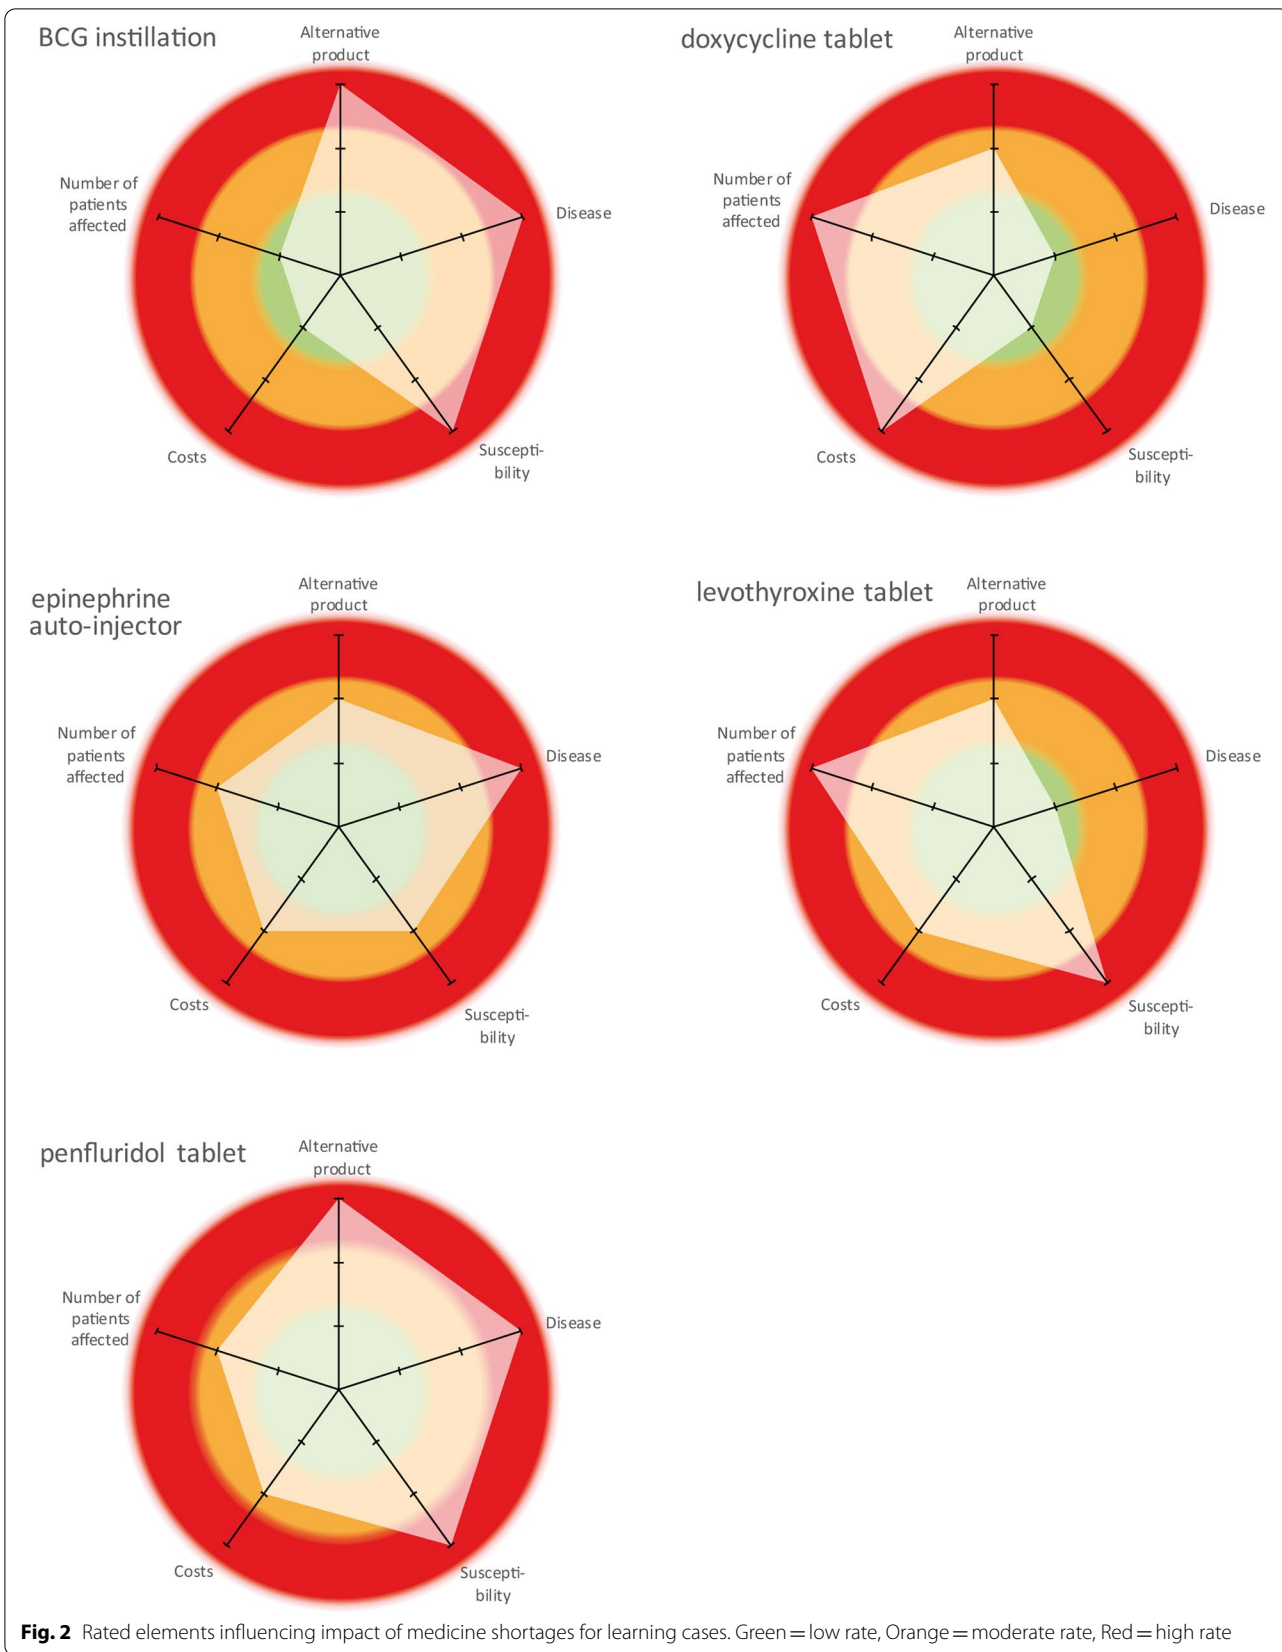 BCG instillation
Alternative
product
Number of
patients
affected
Disease
Costs
Suscepti-
bility
doxycycline tablet
Alternative
product
Number of
patients
affected
Disease
Costs
Suscepti-
bility
epinephrine
auto-injector
Alternative
product
Number of
patients
affected
Disease
Costs
Suscepti-
bility
levothyroxine tablet
Alternative
product
Number of
patients
affected
Disease
Costs
Suscepti-
bility
penfluridol tablet
Alternative
product
Number of
patients
affected
Disease
Costs
Suscepti-
bility
Fig. 2 Rated elements influencing impact of medicine shortages for learning cases. Green = low rate, Orange = moderate rate, Red = high rate